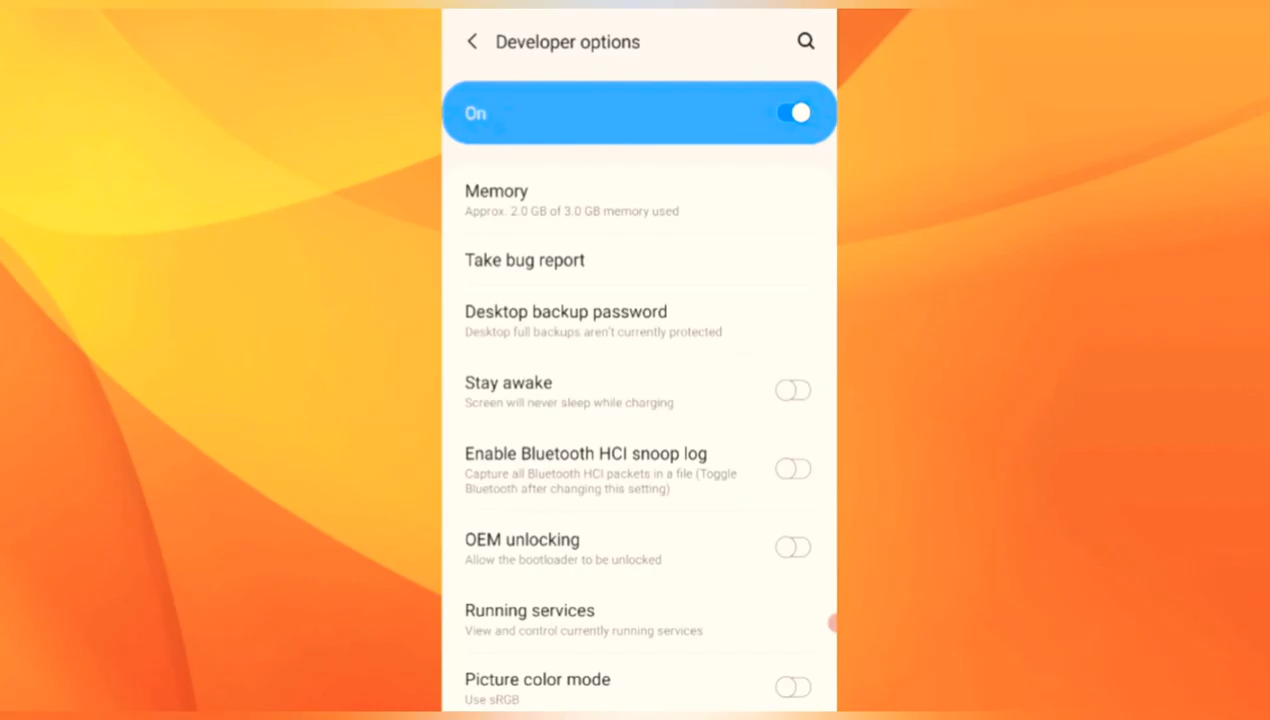 Developer options
On
Memory
Approx. 2.0 GB of 3.0 GB memory used
Take bug report
Desktop backup password
Desktop full backups aren't currently protected
Stay awake
Screen will never sleep while charging
Enable Bluetooth HCI snoop log
Capture all Bluetooth HCI packets in a file (Toggle
Bluetooth after changing this setting)
OEM unlocking
Allow the bootloader to be unlocked
Running services
View and control currently running services
Picture color mode
Use sRGB